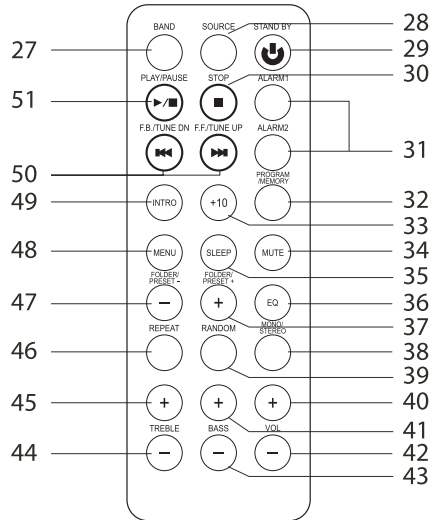 BAND SOURCE STAND BY
27 28
29
PLAY/PAUSE STOP ALARM1
30
51
F.B./TUNE DN F.F./TUNE UP ALARM2
31
50 PROGRAM
/MEMORY
49 INTRO +10 32
33
48 MENU SLEEP MUTE 34
35
FOLDER/ FOLDER/
PRESET – PRESET +
47 – + EQ 36
37
REPEAT RANDOM MONO/
STEREO
46 38
39
45 + + + 40
41
TREBLE BASS VOL
44 – – – 42
43